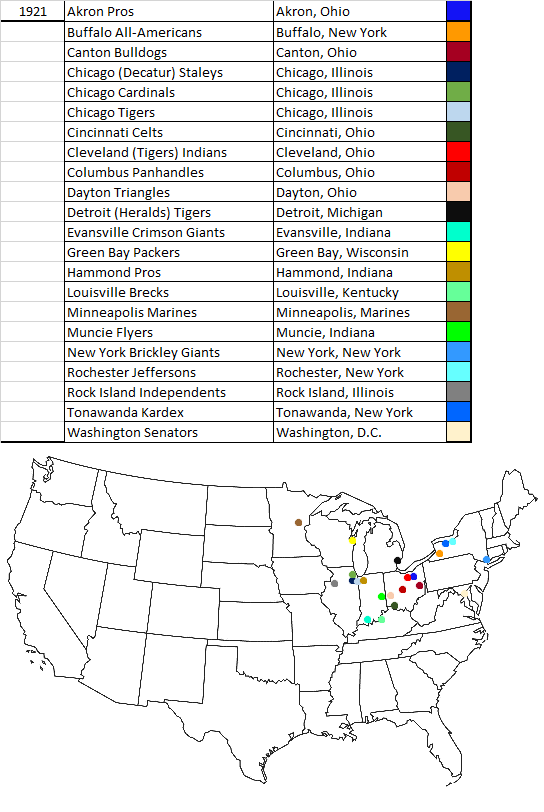 1921 Akron Pros Akron, Ohio
Buffalo All-Americans Buffalo, New York
Canton Bulldogs Canton, Ohio
Chicago (Decatur) Staleys Chicago, Illinois
Chicago Cardinals Chicago, Illinois
Chicago Tigers Chicago, Illinois
Cincinnati Celts Cincinnati, Ohio
Cleveland (Tigers) Indians Cleveland, Ohio
Columbus Panhandles Columbus, Ohio
Dayton Triangles Dayton, Ohio
Detroit (Heralds) Tigers Detroit, Michigan
Evansville Crimson Giants Evansville, Indiana
Green Bay Packers Green Bay, Wisconsin
Hammond Pros Hammond, Indiana
Louisville Brecks Louisville, Kentucky
Minneapolis Marines Minneapolis, Marines
Muncie Flyers Muncie, Indiana
New York Brickley Giants New York, New York
Rochester Jeffersons Rochester, New York
Rock Island Independents Rock Island, Illinois
Tonawanda Kardex Tonawanda, New York
Washington Senators Washington, D.C.